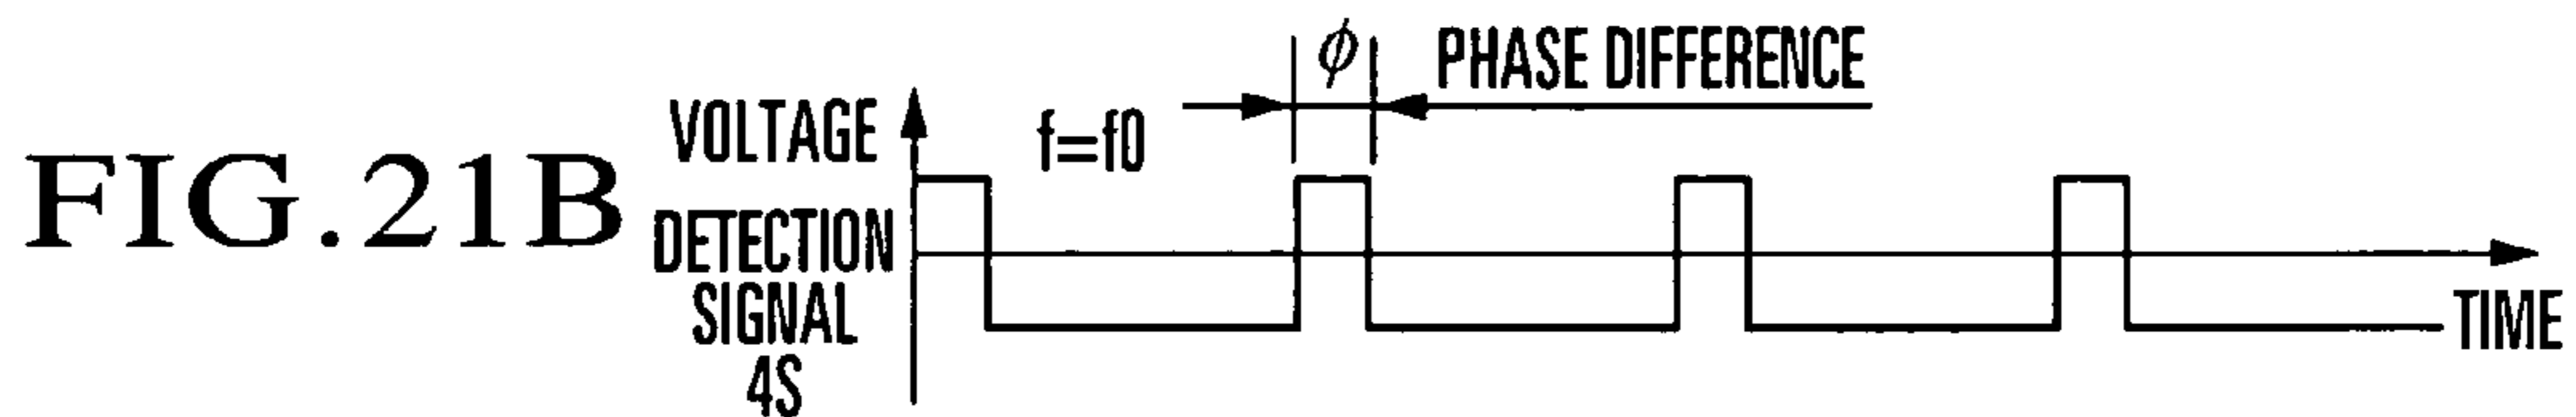 FIG.21B
VOLTAGE
DETECTION
SIGNAL
4S
f=f0
ϕ
PHASE DIFFERENCE
TIME